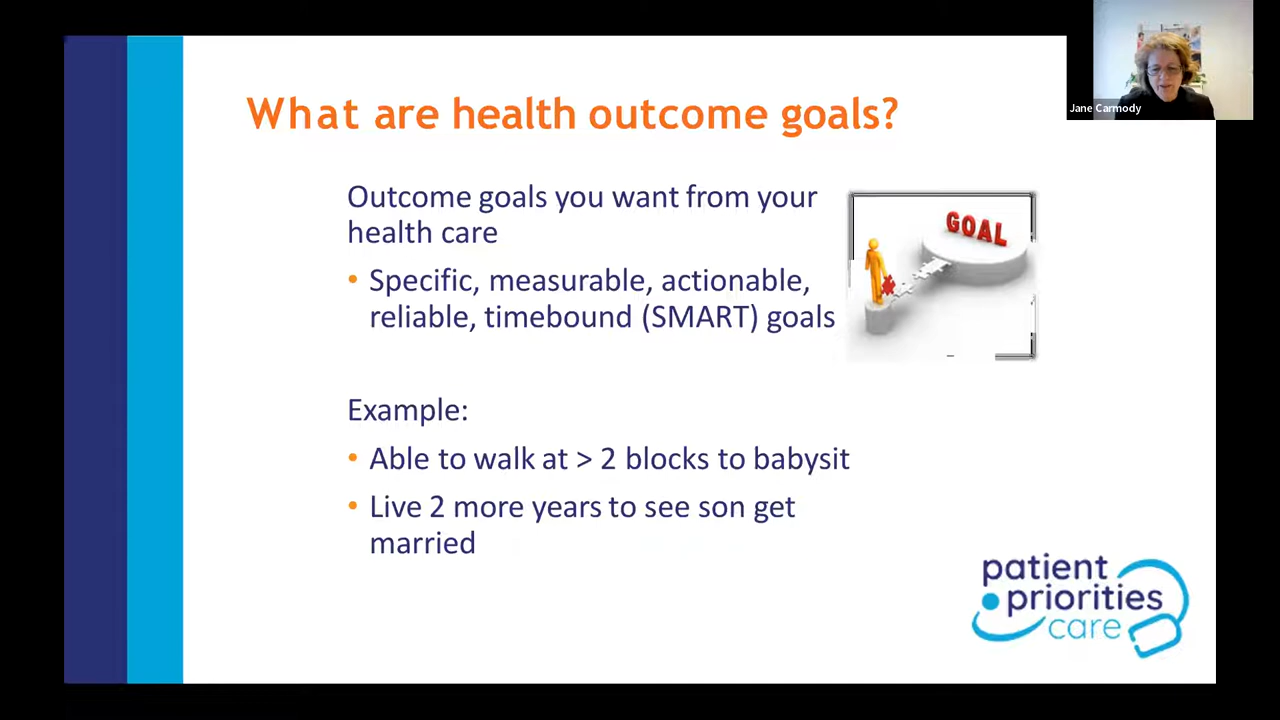 What are health outcome goals?
Jane Carmody
Outcome goals you want from your
health care
• Specific, measurable, actionable,
reliable, timebound (SMART) goals
GOAL
Example:
• Able to walk at > 2 blocks to babysit
• Live 2 more years to see son get
married
patient
priorities
care